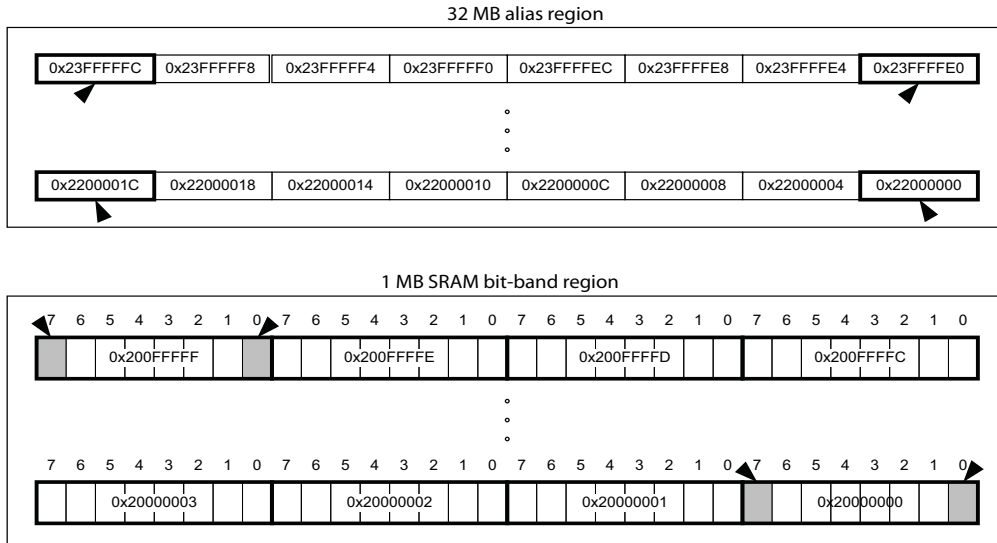 32 MB alias region
0x23FFFFFC 0x23FFFFF8 0x23FFFFF4 0x23FFFFF0 0x23FFFFEC 0x23FFFFE8 0x23FFFFE4 0x23FFFFE0
0x2200001C 0x22000018 0x22000014 0x22000010 0x2200000C 0x22000008 0x22000004 0x22000000
1 MB SRAM bit-band region
7 6 5 4 3 2 1 0 7 6 5 4 3 2 1 0 7 6 5 4 3 2 1 0 7 6 5 4 3 2 1 0
0x200FFFFF 0x200FFFFE 0x200FFFFD 0x200FFFFC
7 6 5 4 3 2 1 0 7 6 5 4 3 2 1 0 7 6 5 4 3 2 1 0 7 6 5 4 3 2 1 0
0x20000003 0x20000002 0x20000001 0x20000000